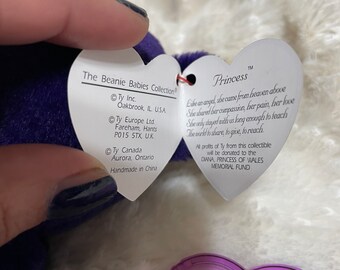 The Beanie Babies Collection®
© Ty Inc.
Oakbrook, IL. U.S.A.
© Ty Europe Ltd.
Fareham, Hants
P015 5TX, U.K.
© Ty Canada
Aurora, Ontario
Handmade in China
Princess™
Like an angel, she came from heaven above
She shared her compassion, her pain, her love
She only stayed with us long enough to teach
The world to share, to give, to reach.
All profits of Ty from this collectible
will be donated to the
DIANA, PRINCESS OF WALES
MEMORIAL FUND.